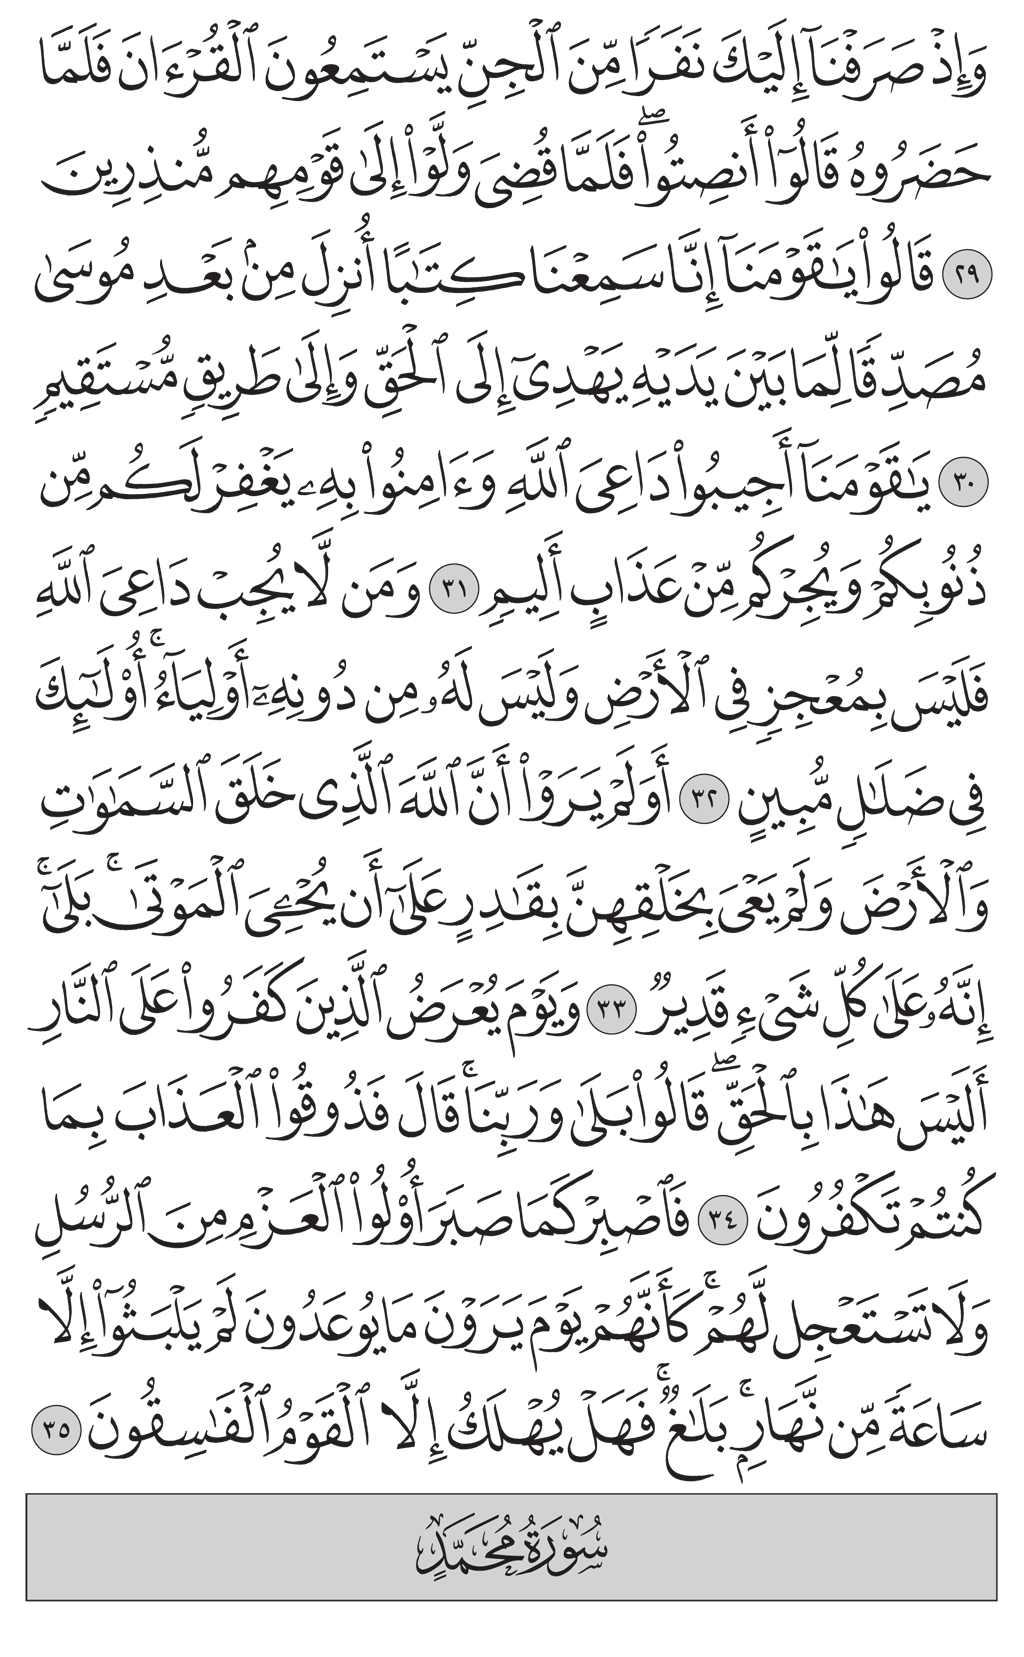 وَإِذۡ صَرَفۡنَآ إِلَيۡكَ نَفَرٗا مِّنَ ٱلۡجِنِّ يَسۡتَمِعُونَ ٱلۡقُرۡءَانَ فَلَمَّا
حَضَرُوهُ قَالُوٓاْ أَنصِتُواْۖ فَلَمَّا قُضِيَ وَلَّوۡاْ إِلَىٰ قَوۡمِهِم مُّنذِرِينَ
٢٩ قَالُواْ يَٰقَوۡمَنَآ إِنَّا سَمِعۡنَا كِتَٰبًا أُنزِلَ مِنۢ بَعۡدِ مُوسَىٰ
مُصَدِّقٗا لِّمَا بَيۡنَ يَدَيۡهِ يَهۡدِيٓ إِلَى ٱلۡحَقِّ وَإِلَىٰ طَرِيقٖ مُّسۡتَقِيمٖ
٣٠ يَٰقَوۡمَنَآ أَجِيبُواْ دَاعِيَ ٱللَّهِ وَءَامِنُواْ بِهِۦ يَغۡفِرۡ لَكُم مِّن
ذُنُوبِكُمۡ وَيُجِرۡكُم مِّنۡ عَذَابٍ أَلِيمٖ ٣١ وَمَن لَّا يُجِبۡ دَاعِيَ ٱللَّهِ
فَلَيۡسَ بِمُعۡجِزٖ فِي ٱلۡأَرۡضِ وَلَيۡسَ لَهُۥ مِن دُونِهِۦٓ أَوۡلِيَآءُۚ أُوْلَٰٓئِكَ
فِي ضَلَٰلٖ مُّبِينٍ ٣٢ أَوَلَمۡ يَرَوۡاْ أَنَّ ٱللَّهَ ٱلَّذِي خَلَقَ ٱلسَّمَٰوَٰتِ
وَٱلۡأَرۡضَ وَلَمۡ يَعۡيَ بِخَلۡقِهِنَّ بِقَٰدِرٍ عَلَىٰٓ أَن يُحۡـِۧيَ ٱلۡمَوۡتَىٰۚ بَلَىٰٓۚ
إِنَّهُۥ عَلَىٰ كُلِّ شَيۡءٖ قَدِيرٞ ٣٣ وَيَوۡمَ يُعۡرَضُ ٱلَّذِينَ كَفَرُواْ عَلَى ٱلنَّارِ
أَلَيۡسَ هَٰذَا بِٱلۡحَقِّۖ قَالُواْ بَلَىٰ وَرَبِّنَاۚ قَالَ فَذُوقُواْ ٱلۡعَذَابَ بِمَا
كُنتُمۡ تَكۡفُرُونَ ٣٤ فَٱصۡبِرۡ كَمَا صَبَرَ أُوْلُواْ ٱلۡعَزۡمِ مِنَ ٱلرُّسُلِ
وَلَا تَسۡتَعۡجِل لَّهُمۡۚ كَأَنَّهُمۡ يَوۡمَ يَرَوۡنَ مَا يُوعَدُونَ لَمۡ يَلۡبَثُوٓاْ إِلَّا
سَاعَةٗ مِّن نَّهَارِۭۚ بَلَٰغٞۚ فَهَلۡ يُهۡلَكُ إِلَّا ٱلۡقَوۡمُ ٱلۡفَٰسِقُونَ ٣٥
سُورَةُ مُحَمَّدٍ